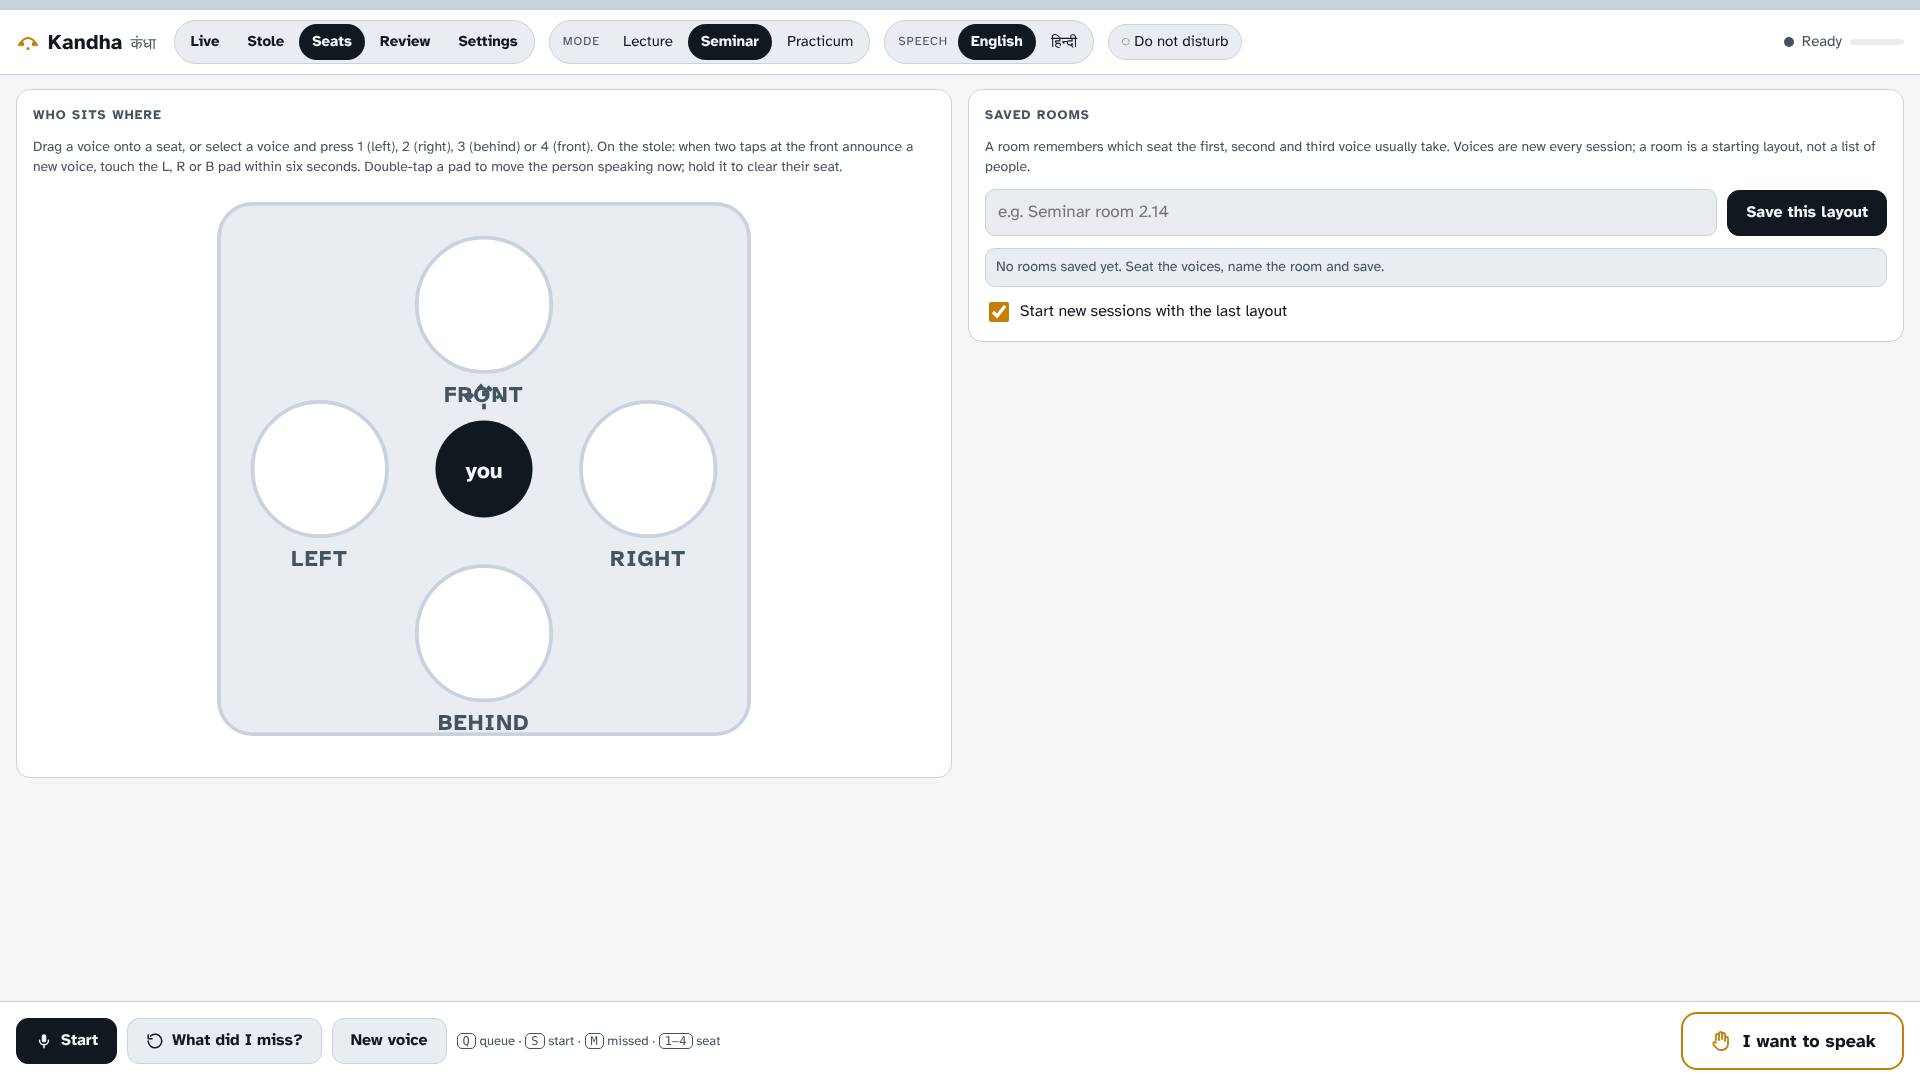 Kandha कंधा
Live Stole Seats Review Settings
MODE Lecture Seminar Practicum
SPEECH English हिन्दी
Do not disturb
Ready
WHO SITS WHERE
Drag a voice onto a seat, or select a voice and press 1 (left), 2 (right), 3 (behind) or 4 (front). On the stole: when two taps at the front announce a
new voice, touch the L, R or B pad within six seconds. Double-tap a pad to move the person speaking now; hold it to clear their seat.
FRONT
you
LEFT
RIGHT
BEHIND
SAVED ROOMS
A room remembers which seat the first, second and third voice usually take. Voices are new every session; a room is a starting layout, not a list of
people.
e.g. Seminar room 2.14
Save this layout
No rooms saved yet. Seat the voices, name the room and save.
Start new sessions with the last layout
Start
What did I miss?
New voice
Q queue · S start · M missed · 1–4 seat
I want to speak